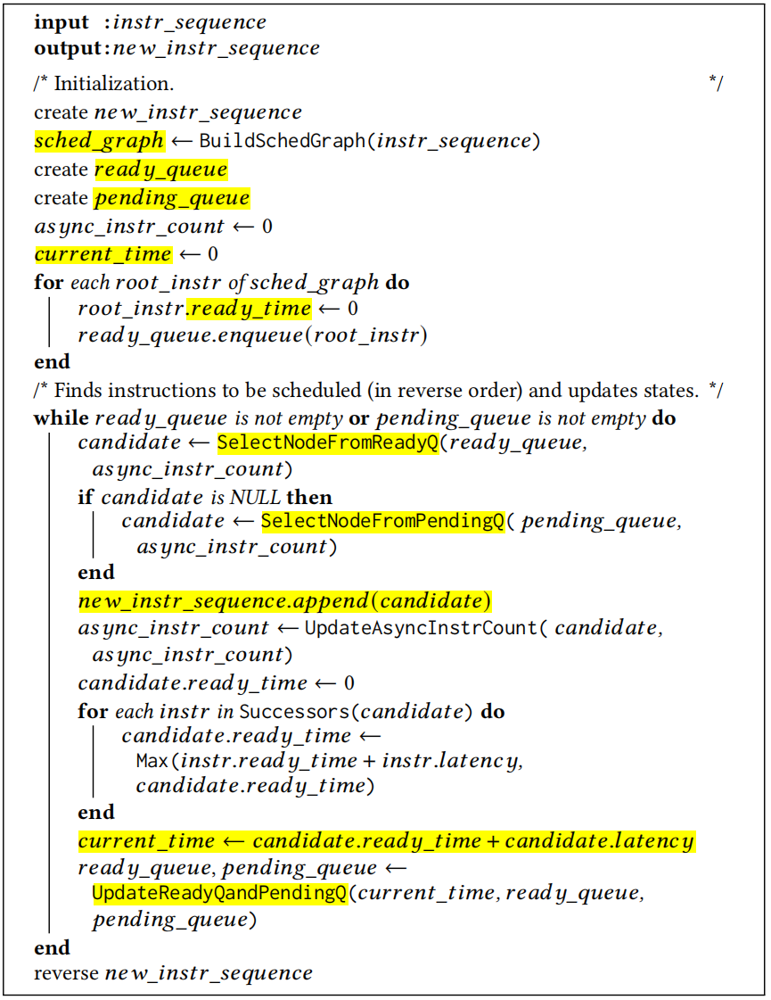 input :instr_sequence
output:new_instr_sequence
/* Initialization. */
create new_instr_sequence
sched_graph ← BuildSchedGraph(instr_sequence)
create ready_queue
create pending_queue
async_instr_count ← 0
current_time ← 0
for each root_instr of sched_graph do
root_instr.ready_time ← 0
ready_queue.enqueue(root_instr)
end
/* Finds instructions to be scheduled (in reverse order) and updates states. */
while ready_queue is not empty or pending_queue is not empty do
candidate ← SelectNodeFromReadyQ(ready_queue,
async_instr_count)
if candidate is NULL then
candidate ← SelectNodeFromPendingQ( pending_queue,
async_instr_count)
end
new_instr_sequence.append(candidate)
async_instr_count ← UpdateAsyncInstrCount( candidate,
async_instr_count)
candidate.ready_time ← 0
for each instr in Successors(candidate) do
candidate.ready_time ←
Max(instr.ready_time + instr.latency,
candidate.ready_time)
end
current_time ← candidate.ready_time + candidate.latency
ready_queue, pending_queue ←
UpdateReadyQandPendingQ(current_time, ready_queue,
pending_queue)
end
reverse new_instr_sequence